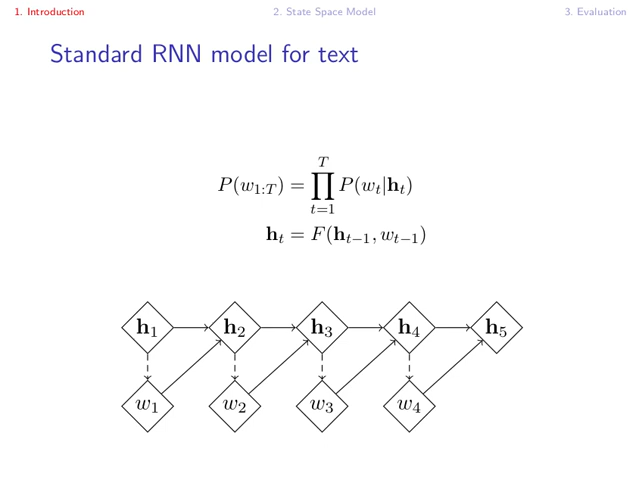 1. Introduction 2. State Space Model 3. Evaluation
Standard RNN model for text
P(w_{1:T}) = ∏_{t=1}^{T} P(w_t|h_t)
h_t = F(h_{t−1}, w_{t−1})
h_1 h_2 h_3 h_4 h_5
w_1 w_2 w_3 w_4